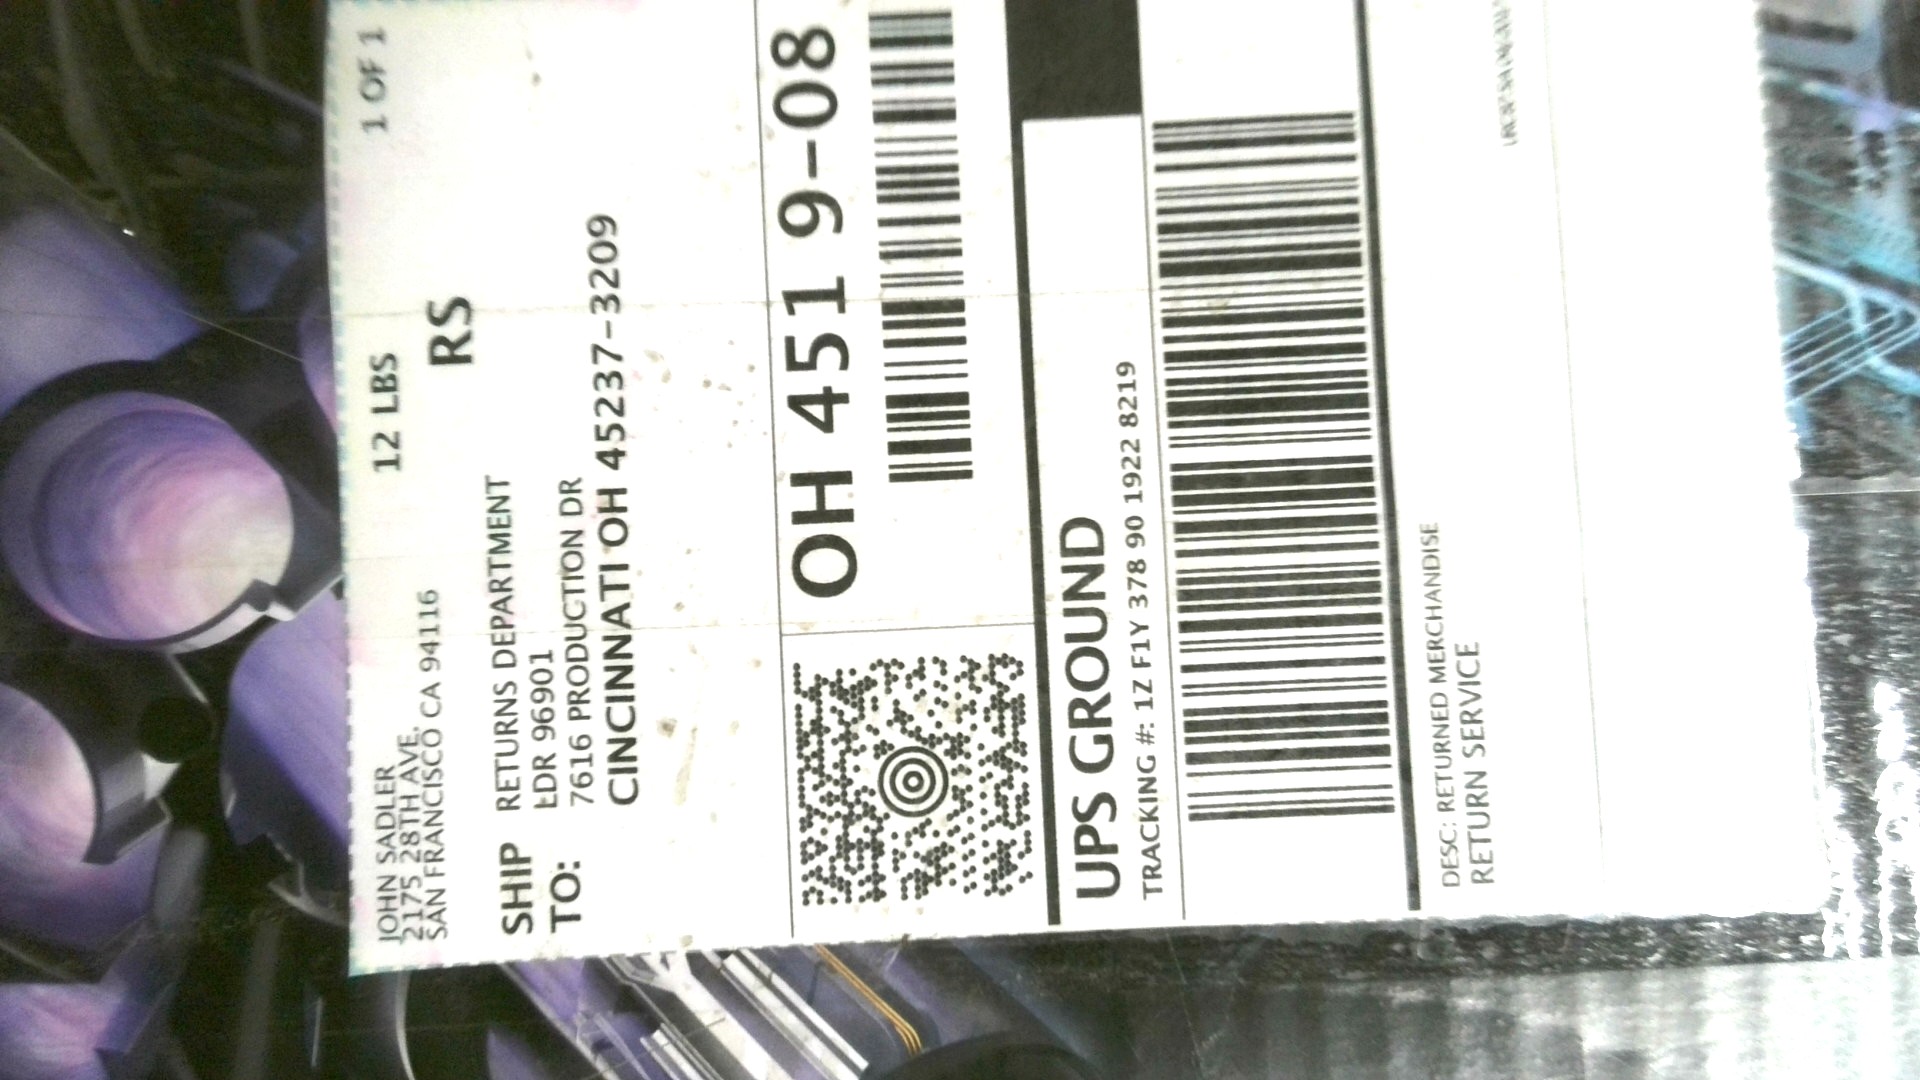 JOHN SADLER
2175 28TH AVE.
SAN FRANCISCO CA 94116
12 LBS
1 OF 1
RS
SHIP
TO:
RETURNS DEPARTMENT
LDR 96901
7616 PRODUCTION DR
CINCINNATI OH 45237-3209
OH 451 9-08
UPS GROUND
TRACKING #: 1Z F1Y 378 90 1922 8219
DESC: RETURNED MERCHANDISE
RETURN SERVICE